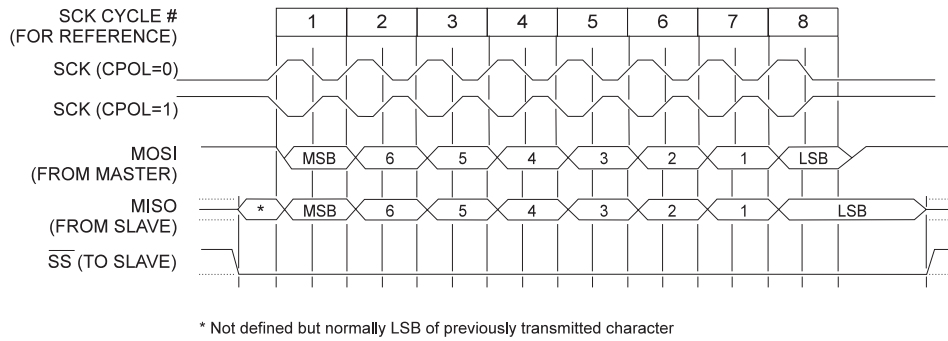 SCK CYCLE # 1 2 3 4 5 6 7 8
(FOR REFERENCE)
SCK (CPOL=0)
SCK (CPOL=1)
MOSI MSB 6 5 4 3 2 1 LSB
(FROM MASTER)
MISO * MSB 6 5 4 3 2 1 LSB
(FROM SLAVE)
SS (TO SLAVE)
* Not defined but normally LSB of previously transmitted character